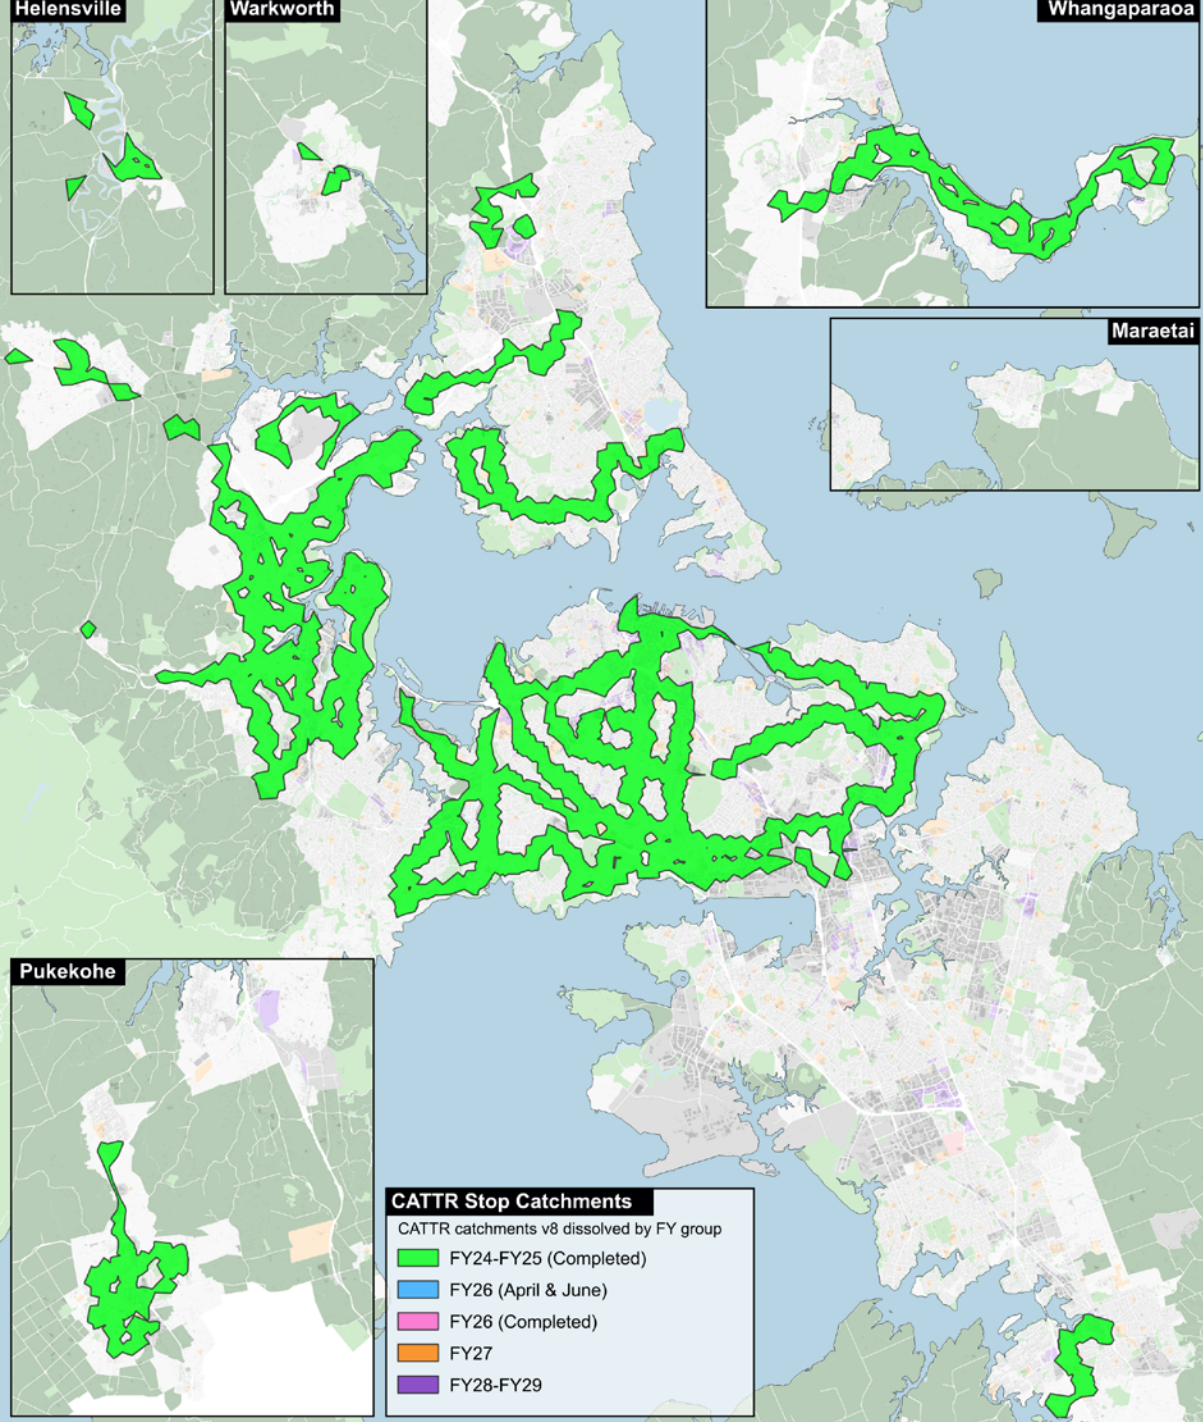 Helensville
Warkworth
Whangaparaoa
Maraetai
Pukekohe
CATTR Stop Catchments
CATTR catchments v8 dissolved by FY group
FY24-FY25 (Completed)
FY26 (April & June)
FY26 (Completed)
FY27
FY28-FY29